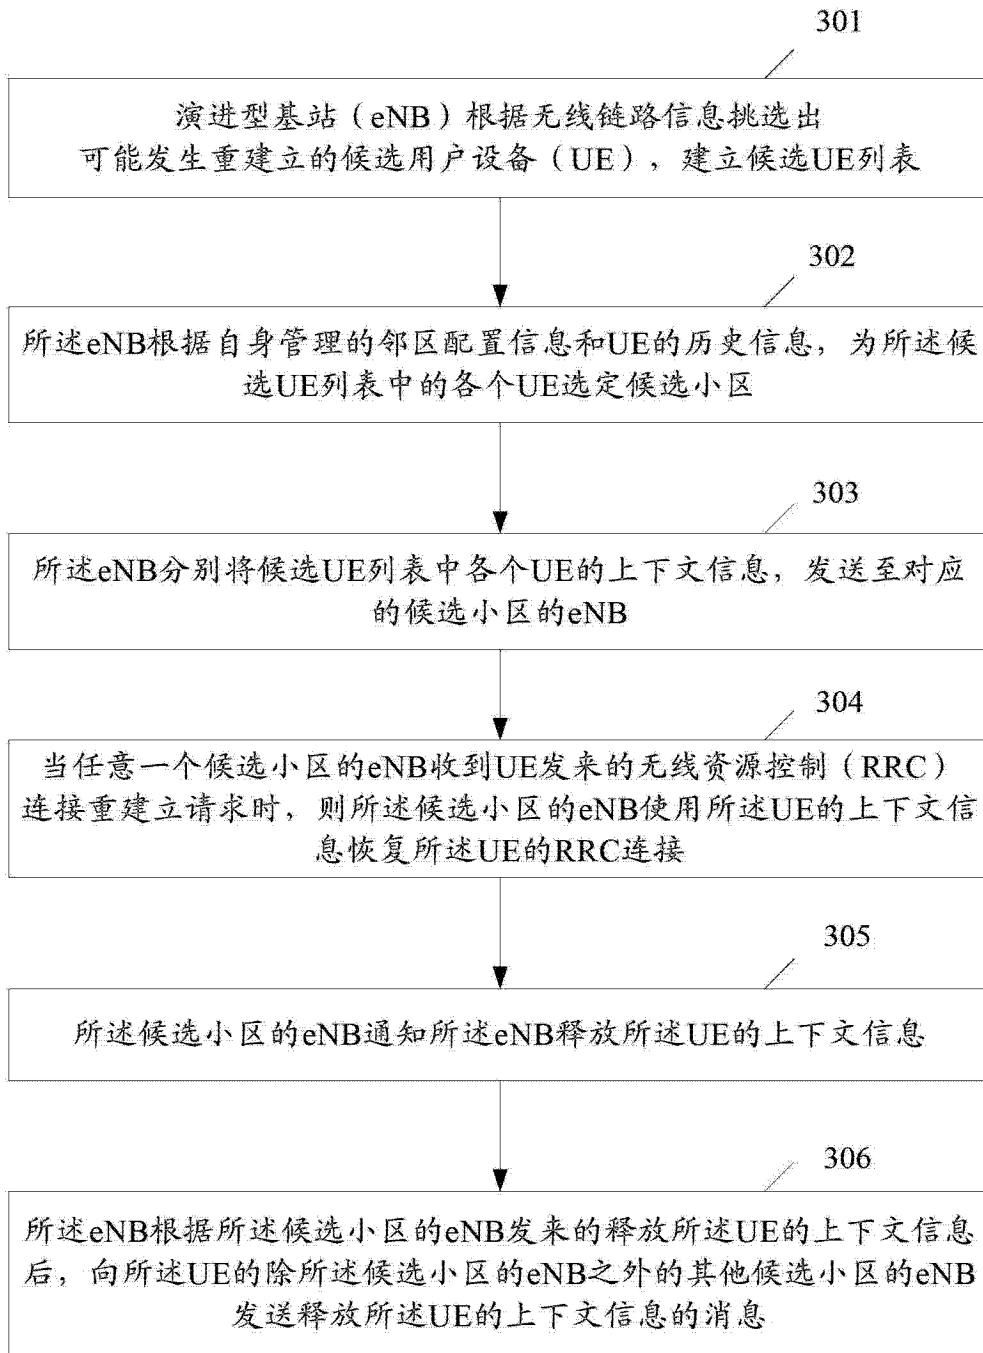 301
演进型基站（eNB）根据无线链路信息挑选出
可能发生重建立的候选用户设备（UE），建立候选UE列表
302
所述eNB根据自身管理的邻区配置信息和UE的历史信息，为所述候
选UE列表中的各个UE选定候选小区
303
所述eNB分别将候选UE列表中各个UE的上下文信息，发送至对应
的候选小区的eNB
304
当任意一个候选小区的eNB收到UE发来的无线资源控制（RRC）
连接重建立请求时，则所述候选小区的eNB使用所述UE的上下文信
息恢复所述UE的RRC连接
305
所述候选小区的eNB通知所述eNB释放所述UE的上下文信息
306
所述eNB根据所述候选小区的eNB发来的释放所述UE的上下文信息
后，向所述UE的除所述候选小区的eNB之外的其他候选小区的eNB
发送释放所述UE的上下文信息的消息